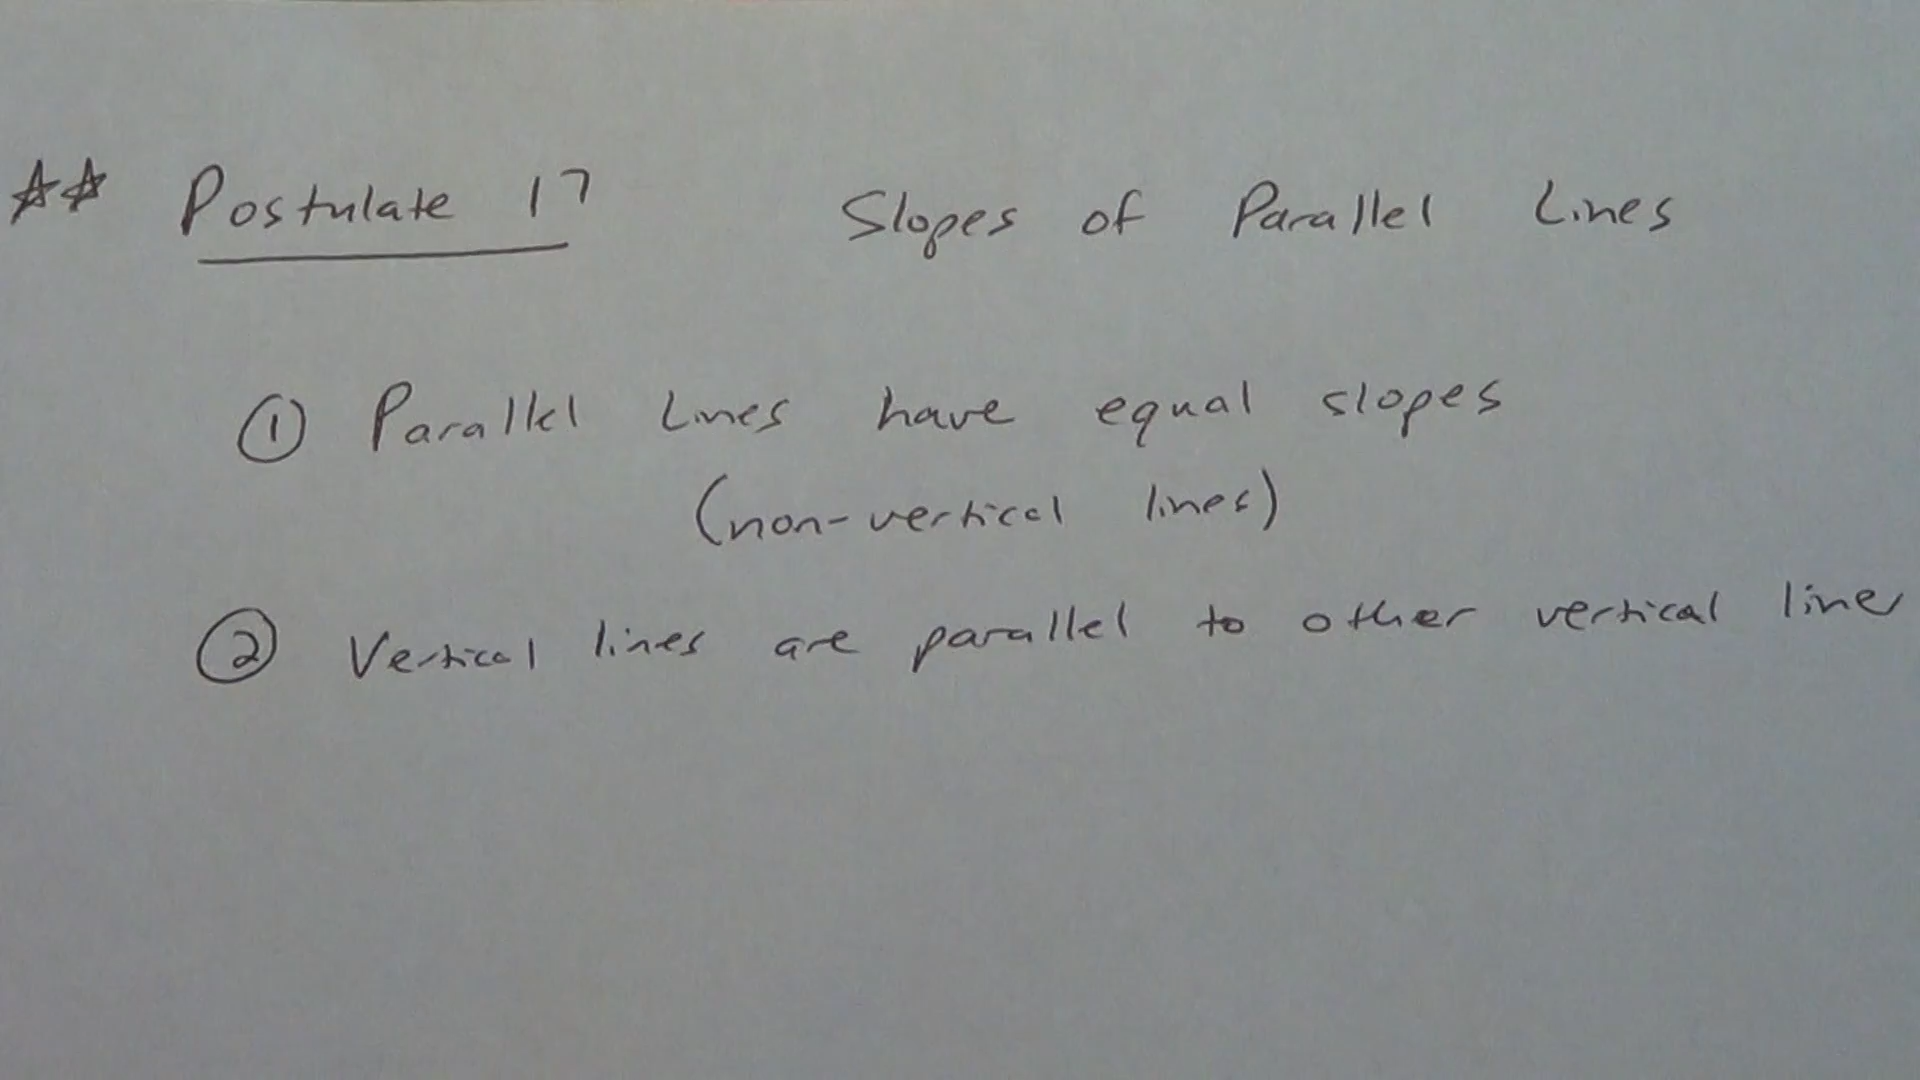 ☆☆ Postulate 17 Slopes of Parallel Lines
① Parallel Lines have equal slopes
(non-vertical lines)
② Vertical lines are parallel to other vertical lines